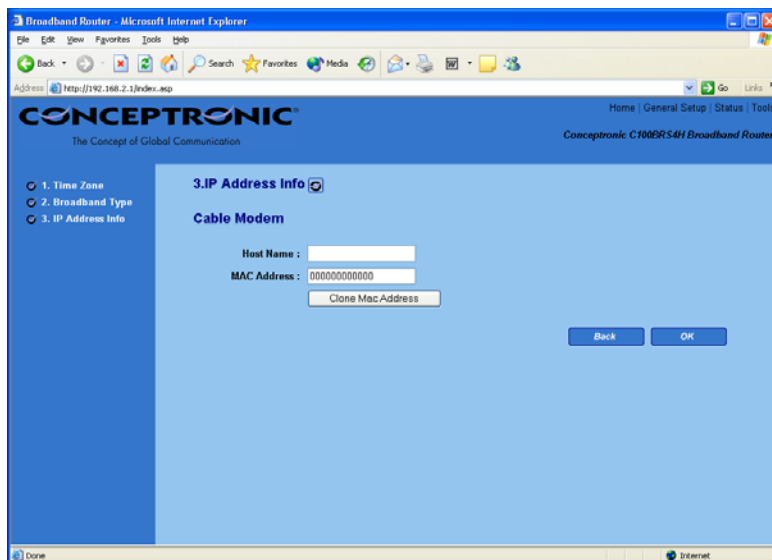 Broadband Router - Microsoft Internet Explorer
File Edit View Favorites Tools Help
Back Search Favorites Media
Address http://192.168.2.1/index.asp Go Links
CONCEPTRONIC
The Concept of Global Communication
Home | General Setup | Status | Tools
Conceptronic C100BRS4H Broadband Router
1. Time Zone
2. Broadband Type
3. IP Address Info
3.IP Address Info
Cable Modem
Host Name :
MAC Address : 000000000000
Clone Mac Address
Back OK
Done Internet